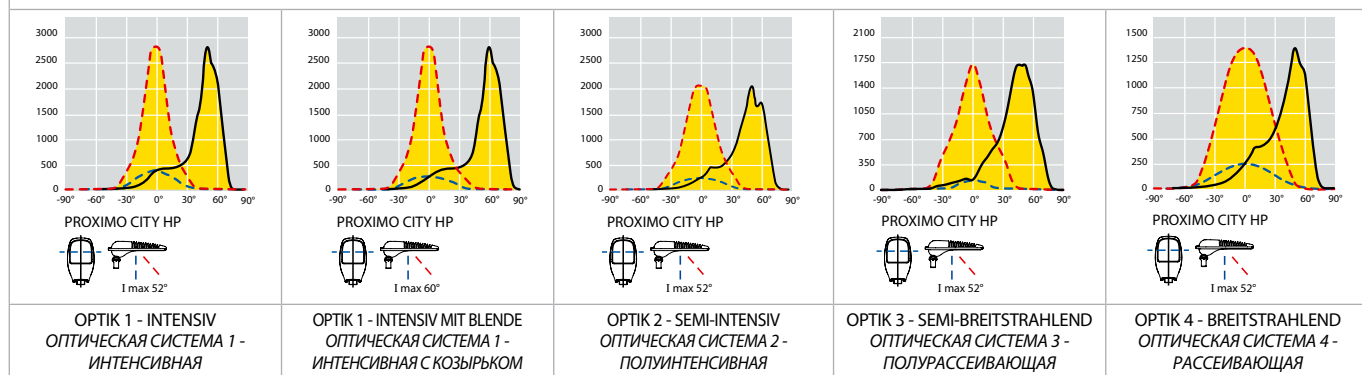 3000
2500
2000
1500
1000
500
0
-90° -60° -30° 0° 30° 60° 90°
PROXIMO CITY HP
I max 52°
OPTIK 1 - INTENSIV
ОПТИЧЕСКАЯ СИСТЕМА 1 -
ИНТЕНСИВНАЯ
3000
2500
2000
1500
1000
500
0
-90° -60° -30° 0° 30° 60° 90°
PROXIMO CITY HP
I max 60°
OPTIK 1 - INTENSIV MIT BLENDE
ОПТИЧЕСКАЯ СИСТЕМА 1 -
ИНТЕНСИВНАЯ С КОЗЫРЬКОМ
3000
2500
2000
1500
1000
500
0
-90° -60° -30° 0° 30° 60° 90°
PROXIMO CITY HP
I max 52°
OPTIK 2 - SEMI-INTENSIV
ОПТИЧЕСКАЯ СИСТЕМА 2 -
ПОЛУИНТЕНСИВНАЯ
2100
1750
1400
1050
700
350
0
-90° -60° -30° 0° 30° 60° 90°
PROXIMO CITY HP
I max 52°
OPTIK 3 - SEMI-BREITSTRAHLEND
ОПТИЧЕСКАЯ СИСТЕМА 3 -
ПОЛУРАССЕИВАЮЩАЯ
1500
1250
1000
750
500
250
0
-90° -60° -30° 0° 30° 60° 90°
PROXIMO CITY HP
I max 52°
OPTIK 4 - BREITSTRAHLEND
ОПТИЧЕСКАЯ СИСТЕМА 4 -
РАССЕИВАЮЩАЯ